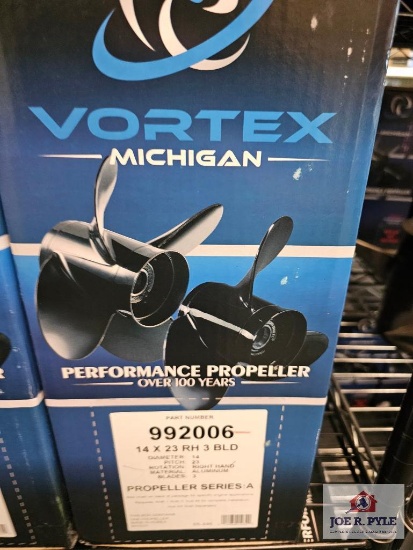 VORTEX
MICHIGAN
PERFORMANCE PROPELLER
OVER 100 YEARS
PART NUMBER
992006
14 X 23 RH 3 BLD
DIAMETER: 14
PITCH: 23
ROTATION: RIGHT HAND
MATERIAL: ALUMINUM
BLADES: 3
PROPELLER SERIES A
JOE R. PYLE